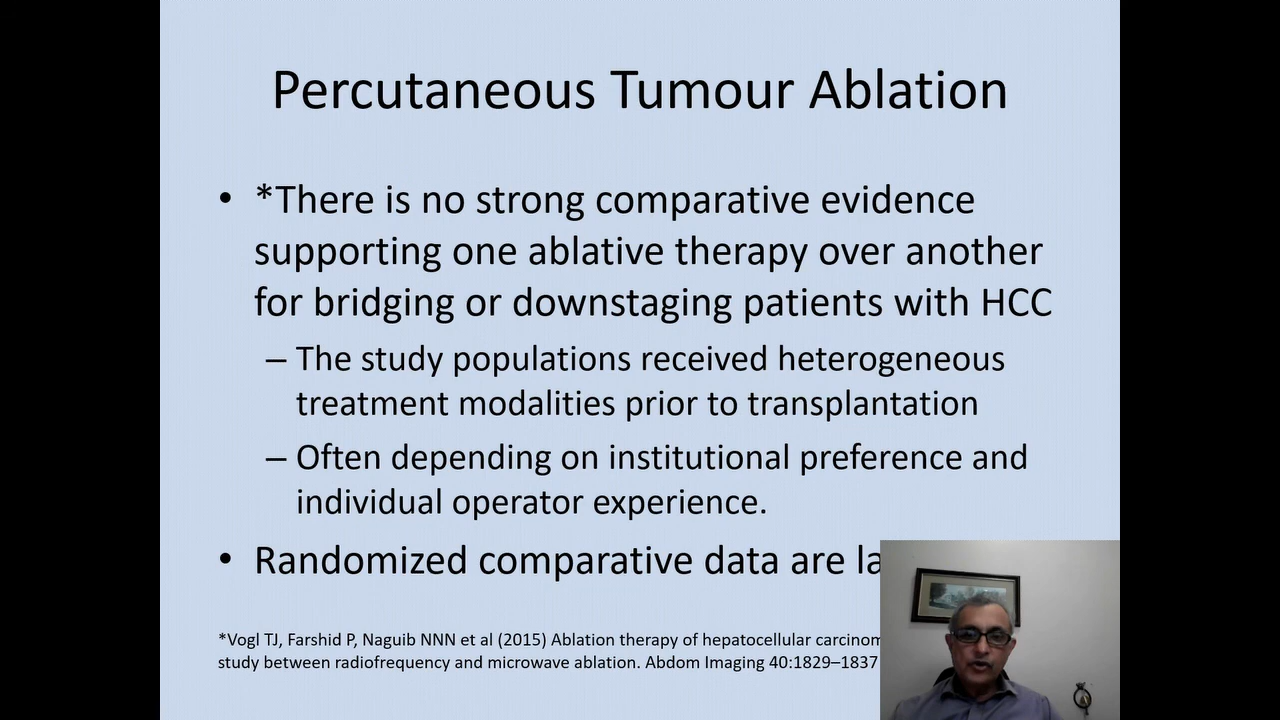 Percutaneous Tumour Ablation
• *There is no strong comparative evidence
supporting one ablative therapy over another
for bridging or downstaging patients with HCC
– The study populations received heterogeneous
treatment modalities prior to transplantation
– Often depending on institutional preference and
individual operator experience.
• Randomized comparative data are
*Vogl TJ, Farshid P, Naguib NNN et al (2015) Ablation therapy of hepatocellular
study between radiofrequency and microwave ablation. Abdom Imaging 40:1829–1837